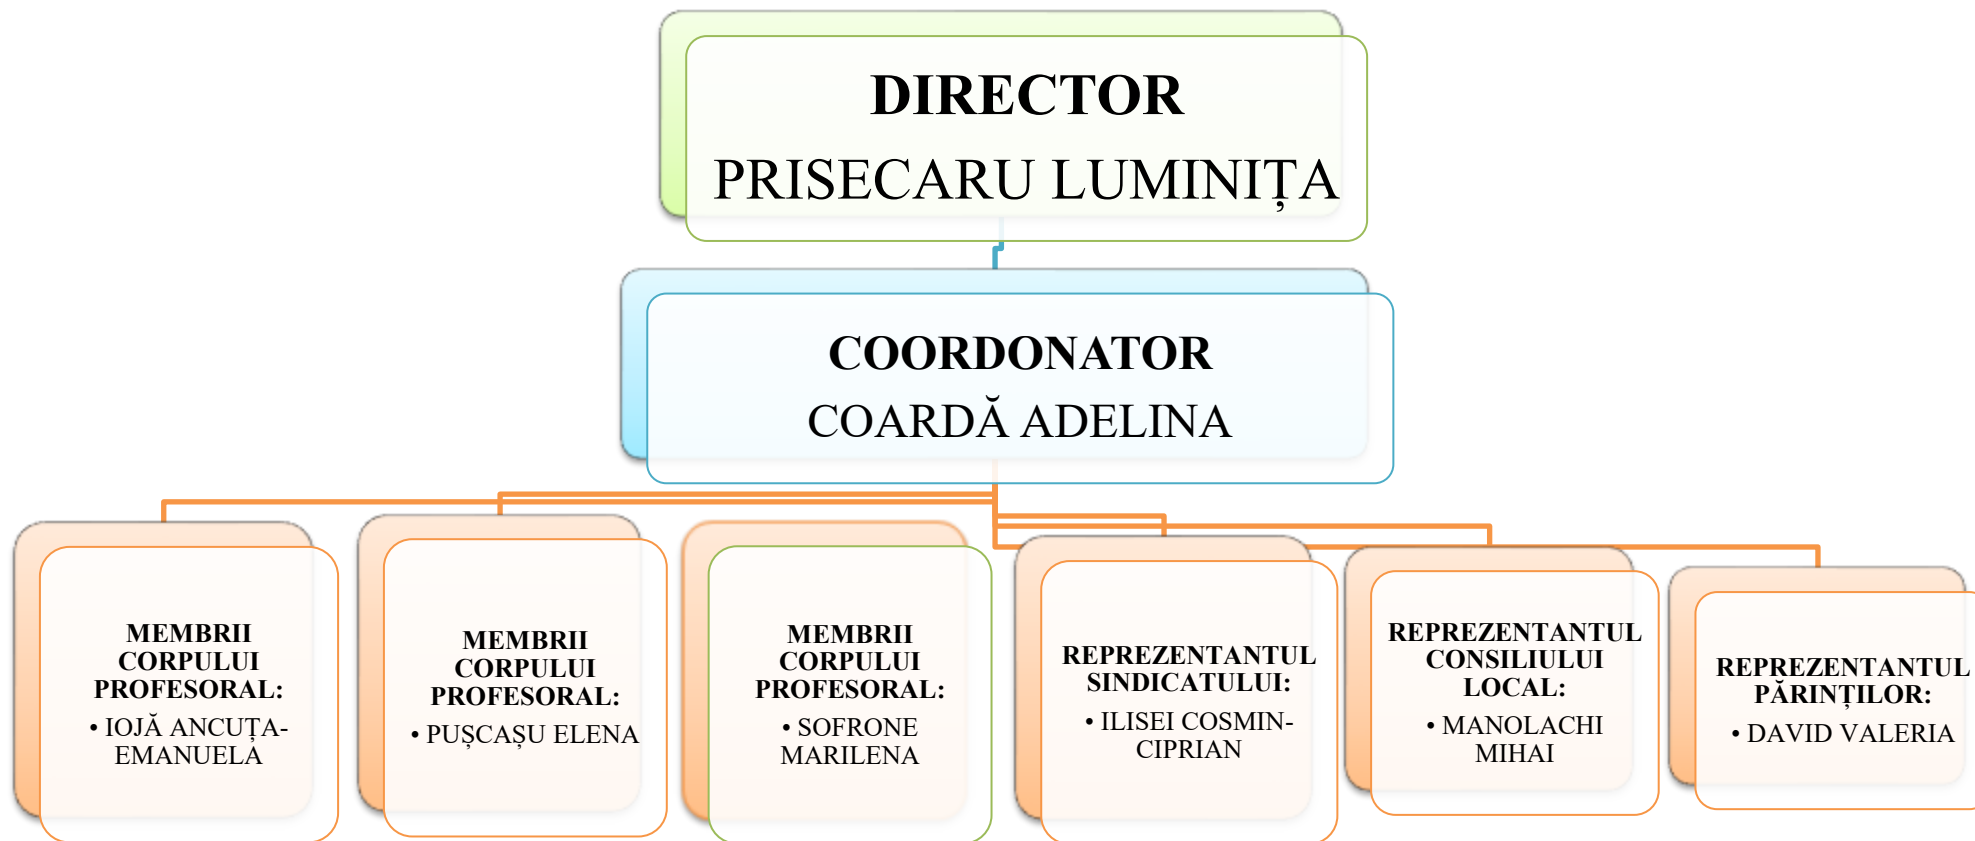 DIRECTOR
PRISECARU LUMINIȚA
COORDONATOR
COARDĂ ADELINA
MEMBRII
CORPULUI
PROFESORAL:
• IOJĂ ANCUȚA-
EMANUELA
MEMBRII
CORPULUI
PROFESORAL:
• PUȘCAȘU ELENA
MEMBRII
CORPULUI
PROFESORAL:
• SOFRONE
MARILENA
REPREZENTANTUL
SINDICATULUI:
• ILISEI COSMIN-
CIPRIAN
REPREZENTANTUL
CONSILIULUI
LOCAL:
• MANOLACHI
MIHAI
REPREZENTANTUL
PĂRINȚILOR:
• DAVID VALERIA